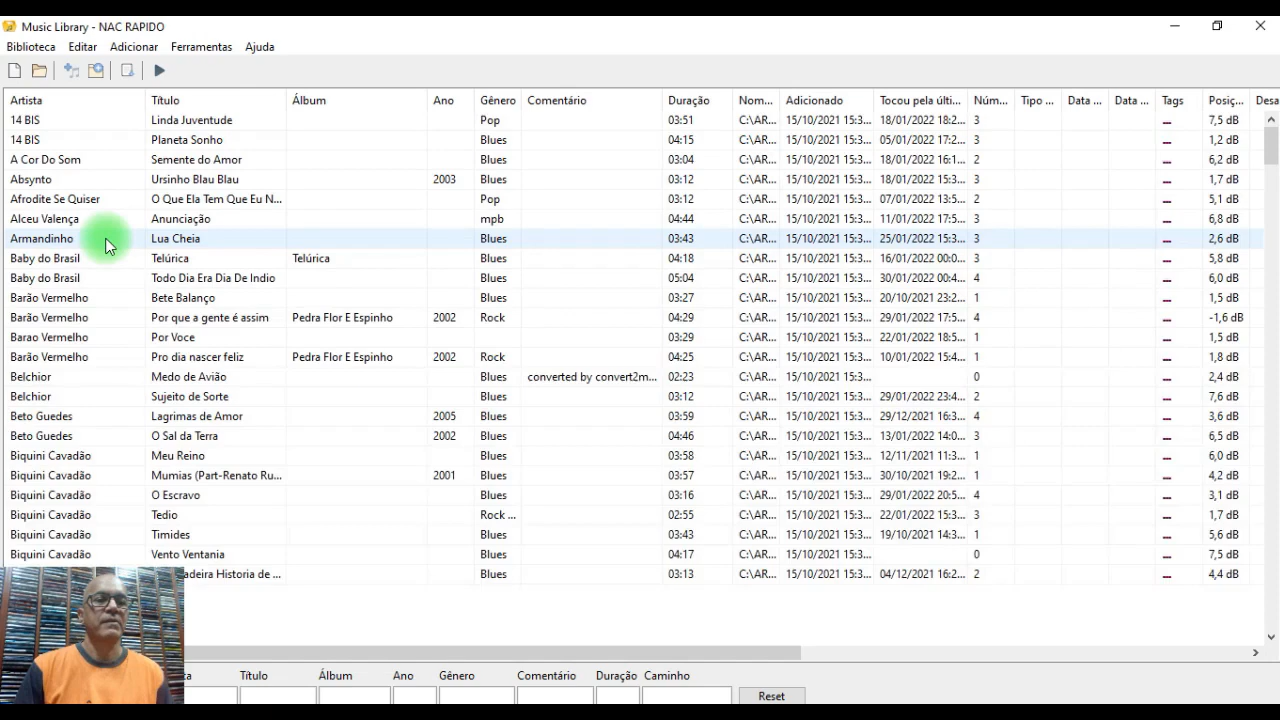 Music Library - NAC RAPIDO
Biblioteca Editar Adicionar Ferramentas Ajuda
Artista Título Álbum Ano Gênero Comentário Duração Nom... Adicionado Tocou pela últi... Núm... Tipo ... Data ... Data ... Tags Posiç... Desa
14 BIS Linda Juventude Pop 03:51 C:\AR... 15/10/2021 15:3... 18/01/2022 18:2... 3 ... 7,5 dB
14 BIS Planeta Sonho Blues 04:15 C:\AR... 15/10/2021 15:3... 05/01/2022 17:2... 3 ... 1,2 dB
A Cor Do Som Semente do Amor Blues 03:04 C:\AR... 15/10/2021 15:3... 18/01/2022 16:1... 2 ... 6,2 dB
Absynto Ursinho Blau Blau 2003 Blues 03:12 C:\AR... 15/10/2021 15:3... 18/01/2022 15:3... 3 ... 1,7 dB
Afrodite Se Quiser O Que Ela Tem Que Eu N... Pop 03:12 C:\AR... 15/10/2021 15:3... 07/01/2022 13:5... 2 ... 5,1 dB
Alceu Valença Anunciação mpb 04:44 C:\AR... 15/10/2021 15:3... 11/01/2022 17:5... 3 ... 6,8 dB
Armandinho Lua Cheia Blues 03:43 C:\AR... 15/10/2021 15:3... 25/01/2022 15:3... 3 ... 2,6 dB
Baby do Brasil Telúrica Telúrica Blues 04:18 C:\AR... 15/10/2021 15:3... 16/01/2022 00:0... 3 ... 5,8 dB
Baby do Brasil Todo Dia Era Dia De Indio Blues 05:04 C:\AR... 15/10/2021 15:3... 30/01/2022 00:4... 4 ... 6,0 dB
Barão Vermelho Bete Balanço Blues 03:27 C:\AR... 15/10/2021 15:3... 20/10/2021 23:2... 1 ... 1,5 dB
Barão Vermelho Por que a gente é assim Pedra Flor E Espinho 2002 Rock 04:29 C:\AR... 15/10/2021 15:3... 29/01/2022 17:5... 4 ... -1,6 dB
Barao Vermelho Por Voce Blues 03:29 C:\AR... 15/10/2021 15:3... 22/01/2022 18:5... 1 ... 1,5 dB
Barão Vermelho Pro dia nascer feliz Pedra Flor E Espinho 2002 Rock 04:25 C:\AR... 15/10/2021 15:3... 10/01/2022 15:4... 1 ... 1,8 dB
Belchior Medo de Avião Blues converted by convert2m... 02:23 C:\AR... 15/10/2021 15:3... 0 ... 2,4 dB
Belchior Sujeito de Sorte Blues 03:12 C:\AR... 15/10/2021 15:3... 29/01/2022 23:4... 2 ... 7,6 dB
Beto Guedes Lagrimas de Amor 2005 Blues 03:59 C:\AR... 15/10/2021 15:3... 29/12/2021 16:3... 4 ... 3,6 dB
Beto Guedes O Sal da Terra 2002 Blues 04:46 C:\AR... 15/10/2021 15:3... 13/01/2022 14:0... 3 ... 6,5 dB
Biquini Cavadão Meu Reino Blues 03:58 C:\AR... 15/10/2021 15:3... 12/11/2021 11:3... 1 ... 6,0 dB
Biquini Cavadão Mumias (Part-Renato Ru... 2001 Blues 03:57 C:\AR... 15/10/2021 15:3... 30/10/2021 19:2... 1 ... 4,2 dB
Biquini Cavadão O Escravo Blues 03:16 C:\AR... 15/10/2021 15:3... 29/01/2022 20:5... 4 ... 3,1 dB
Biquini Cavadão Tedio Rock ... 02:55 C:\AR... 15/10/2021 15:3... 22/01/2022 15:3... 3 ... 1,7 dB
Biquini Cavadão Timides Blues 03:43 C:\AR... 15/10/2021 15:3... 19/10/2021 14:3... 1 ... 5,6 dB
Biquini Cavadão Vento Ventania Blues 04:17 C:\AR... 15/10/2021 15:3... 0 ... 7,5 dB
adeira Historia de ... Blues 03:13 C:\AR... 15/10/2021 15:3... 04/12/2021 16:2... 2 ... 4,4 dB
ta Título Álbum Ano Gênero Comentário Duração Caminho
Reset